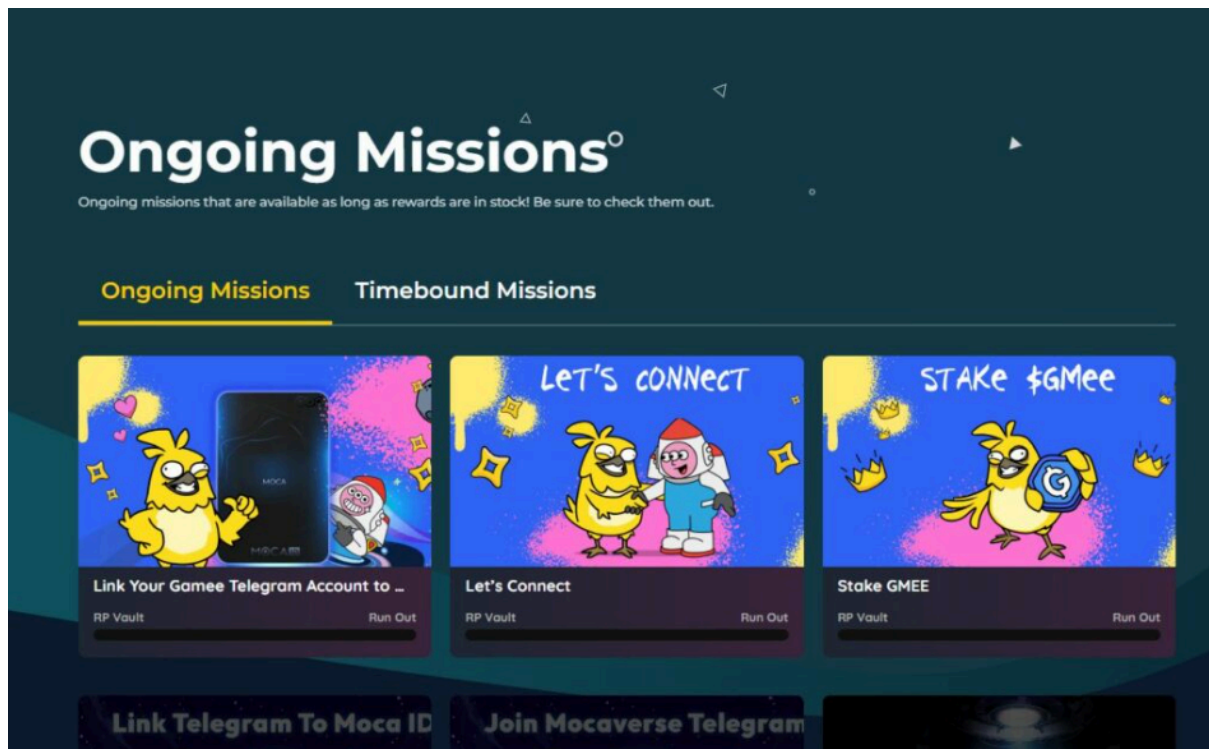 Ongoing Missions
Ongoing missions that are available as long as rewards are in stock! Be sure to check them out.
Ongoing Missions Timebound Missions
MOCA
MOCA ID
LET'S CONNECT
STAKE $GMEE
G
Link Your Gamee Telegram Account to ...
Let's Connect
Stake GMEE
RP Vault Run Out
RP Vault Run Out
RP Vault Run Out
Link Telegram To Moca ID
Join Mocaverse Telegram